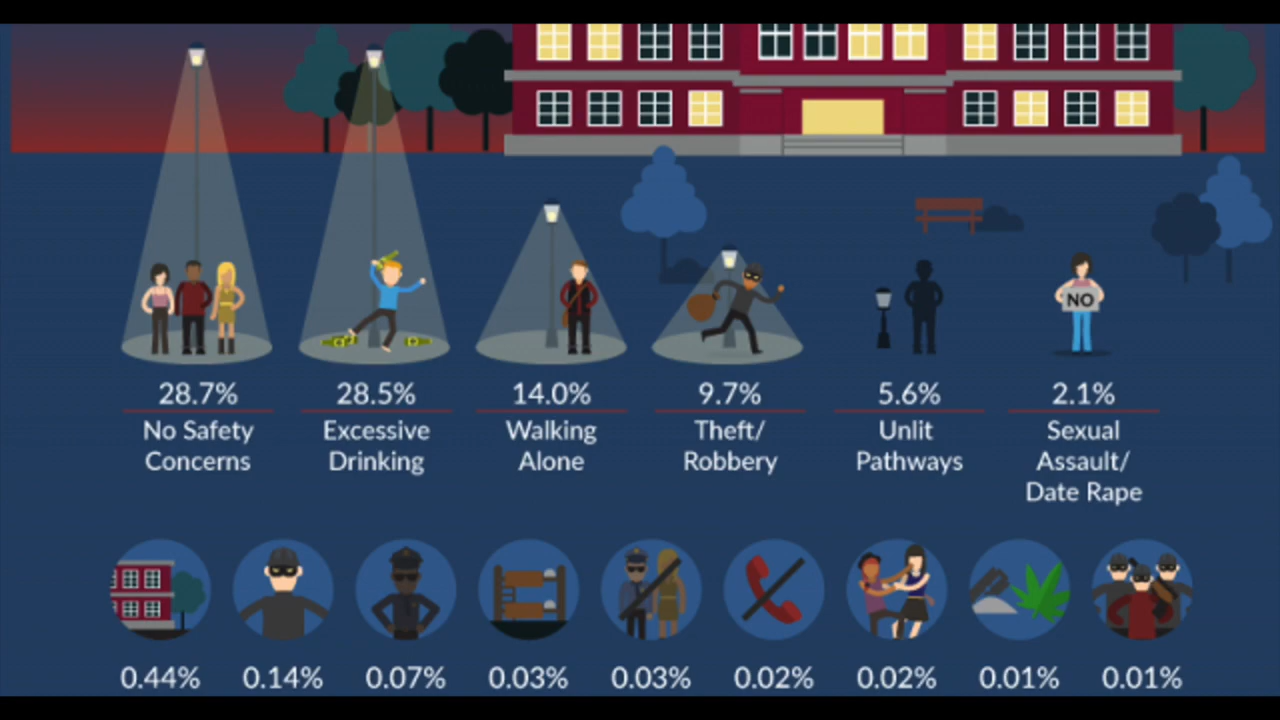 NO
28.7% 28.5% 14.0% 9.7% 5.6% 2.1%
No Safety Excessive Walking Theft/ Unlit Sexual
Concerns Drinking Alone Robbery Pathways Assault/
Date Rape
0.44% 0.14% 0.07% 0.03% 0.03% 0.02% 0.02% 0.01% 0.01%